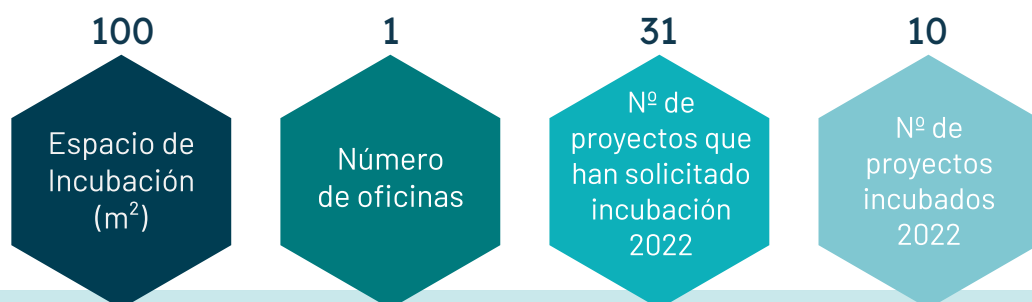 100
Espacio de
Incubación
(m²)
1
Número
de oficinas
31
Nº de
proyectos que
han solicitado
incubación
2022
10
Nº de
proyectos
incubados
2022